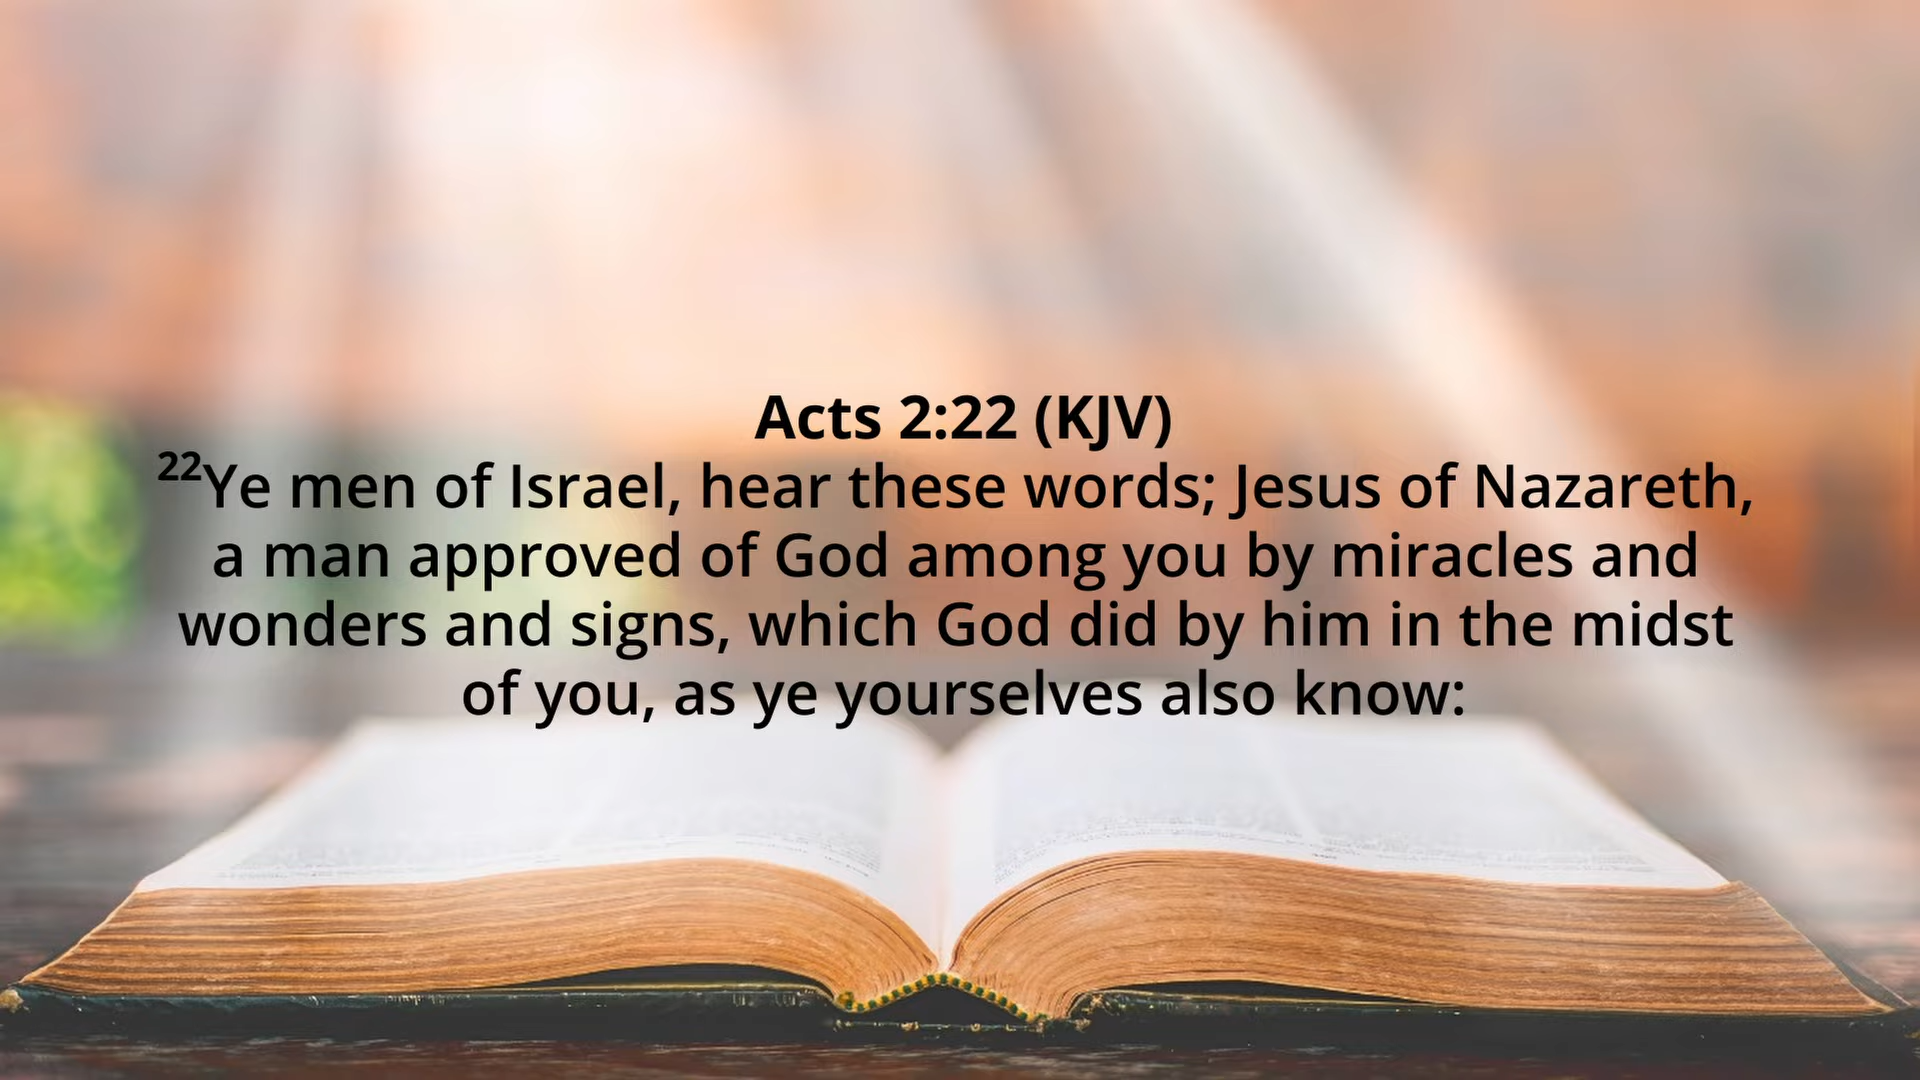 Acts 2:22 (KJV)
22Ye men of Israel, hear these words; Jesus of Nazareth,
a man approved of God among you by miracles and
wonders and signs, which God did by him in the midst
of you, as ye yourselves also know: